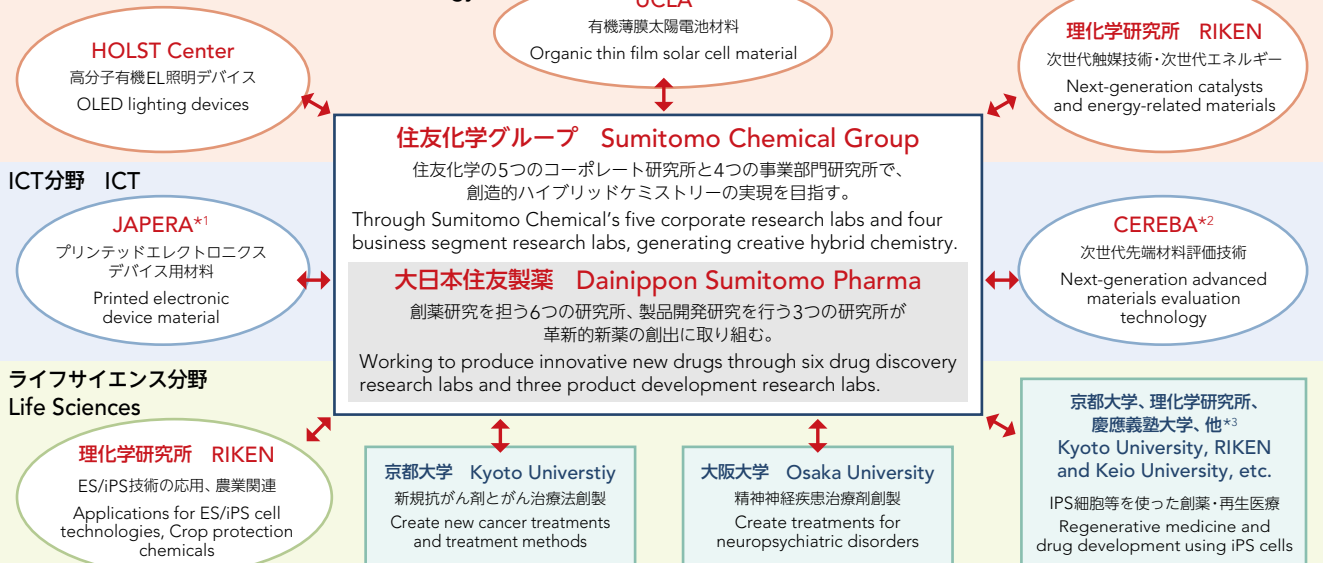 UCLA
有機薄膜太陽電池材料
Organic thin film solar cell material
HOLST Center
高分子有機EL照明デバイス
OLED lighting devices
理化学研究所 RIKEN
次世代触媒技術・次世代エネルギー
Next-generation catalysts
and energy-related materials
住友化学グループ Sumitomo Chemical Group
住友化学の5つのコーポレート研究所と4つの事業部門研究所で、
創造的ハイブリッドケミストリーの実現を目指す。
Through Sumitomo Chemical's five corporate research labs and four
business segment research labs, generating creative hybrid chemistry.
大日本住友製薬 Dainippon Sumitomo Pharma
創薬研究を担う6つの研究所、製品開発研究を行う3つの研究所が
革新的新薬の創出に取り組む。
Working to produce innovative new drugs through six drug discovery
research labs and three product development research labs.
ICT分野 ICT
JAPERA*1
プリンテッドエレクトロニクス
デバイス用材料
Printed electronic
device material
CEREBA*2
次世代先端材料評価技術
Next-generation advanced
materials evaluation
technology
ライフサイエンス分野
Life Sciences
理化学研究所 RIKEN
ES/iPS技術の応用、農業関連
Applications for ES/iPS cell
technologies, Crop protection
chemicals
京都大学 Kyoto Universtiy
新規抗がん剤とがん治療法創製
Create new cancer treatments
and treatment methods
大阪大学 Osaka University
精神神経疾患治療剤創製
Create treatments for
neuropsychiatric disorders
京都大学、理化学研究所、
慶應義塾大学、他*3
Kyoto University, RIKEN
and Keio University, etc.
IPS細胞等を使った創薬・再生医療
Regenerative medicine and
drug development using iPS cells